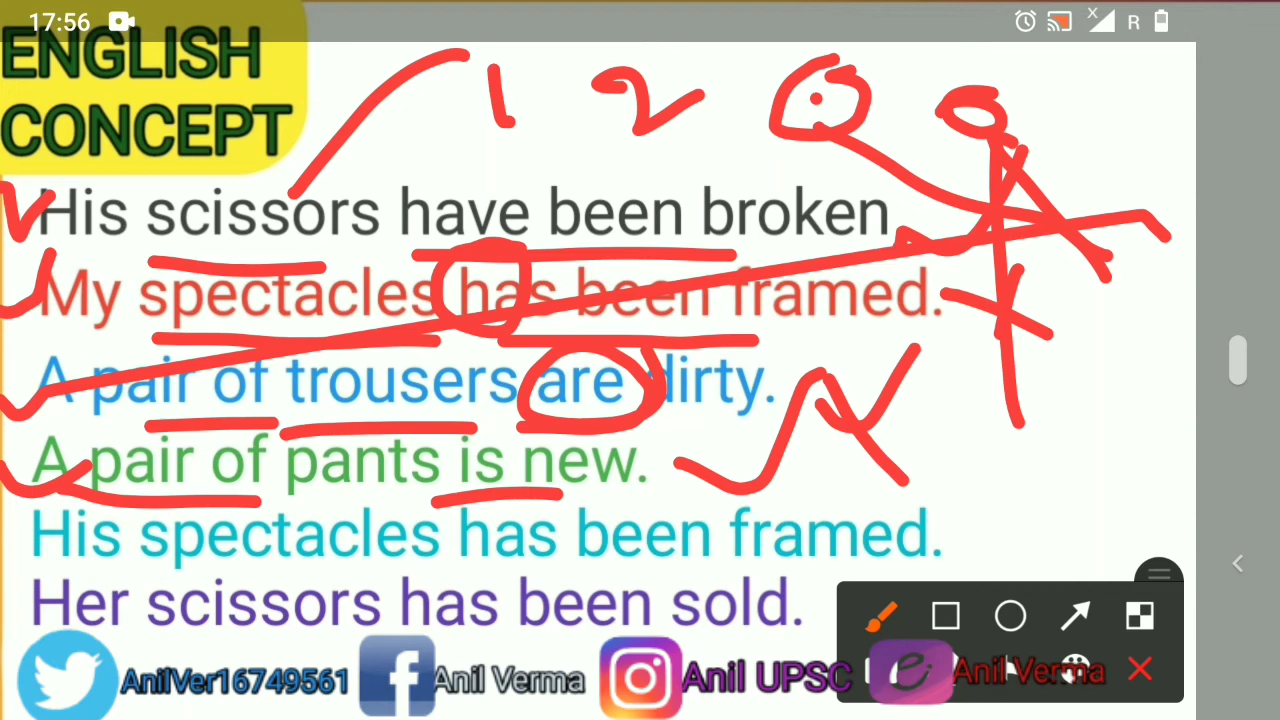 17:56
X R
ENGLISH
CONCEPT
1 2
His scissors have been broken
My spectacles has been framed.
A pair of trousers are dirty.
A pair of pants is new.
His spectacles has been framed.
Her scissors has been sold.
AnilVer16749561 Anil Verma Anil UPSC Anil Verma